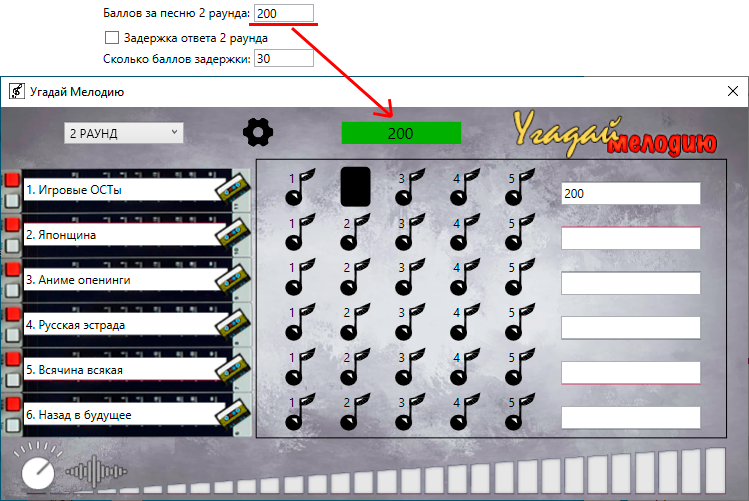 Баллов за песню 2 раунда: 200
Задержка ответа 2 раунда
Сколько баллов задержки: 30
Угадай Мелодию
2 РАУНД
200
Угадай
мелодию
1. Игровые ОСТы
1 3 4 5
200
2. Японщина
1 2 3 4 5
3. Аниме опенинги
1 2 3 4 5
4. Русская эстрада
1 2 3 4 5
5. Всячина всякая
1 2 3 4 5
6. Назад в будущее
1 2 3 4 5